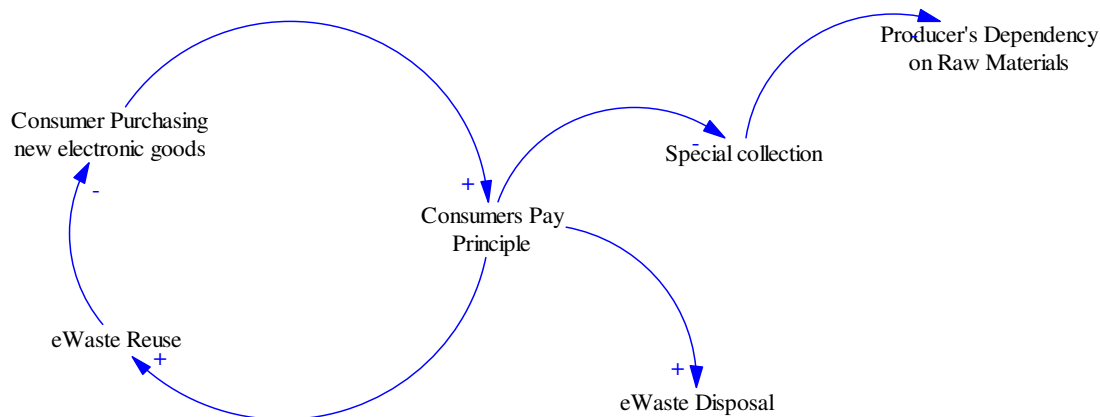 Producer's Dependency
on Raw Materials
-
Consumer Purchasing
new electronic goods
-
Special collection
-
+
Consumers Pay
Principle
eWaste Reuse
+
+
eWaste Disposal